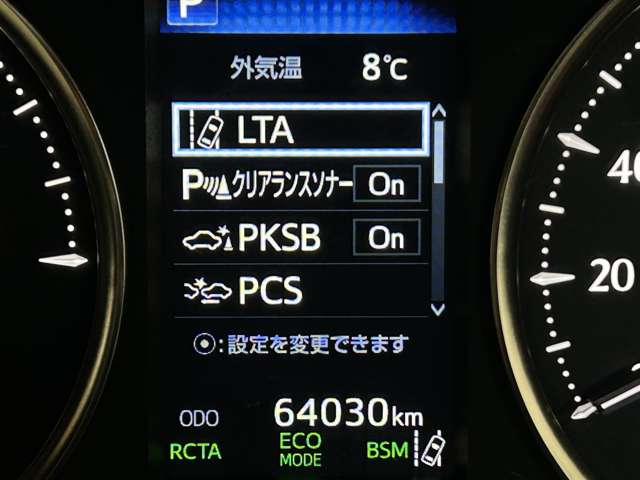 P
外気温 8℃
LTA
P クリアランスソナー On
PKSB On
PCS
:設定を変更できます
ODO 64030km
RCTA ECO MODE BSM
40
20